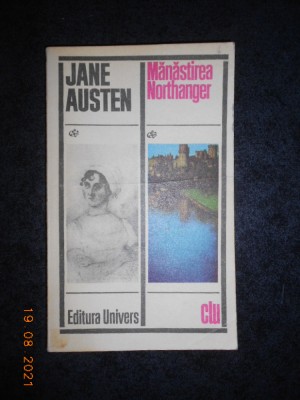 JANE
AUSTEN
Mănăstirea
Northanger
Editura Univers
clu
19.08.2021